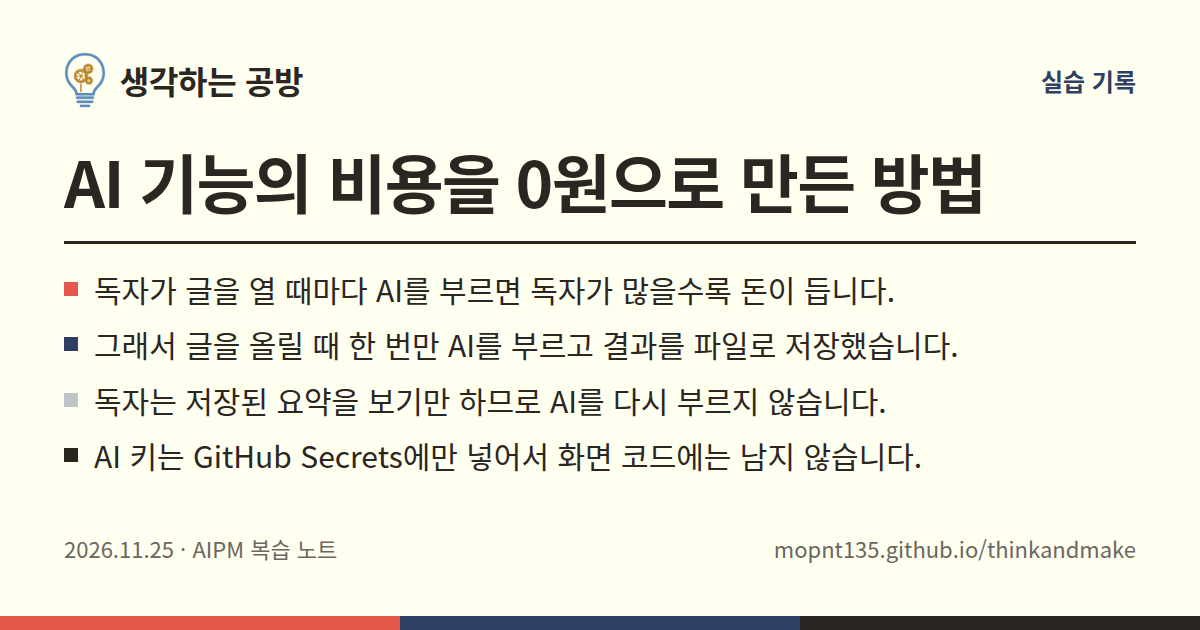 생각하는 공방
실습 기록
AI 기능의 비용을 0원으로 만든 방법
독자가 글을 열 때마다 AI를 부르면 독자가 많을수록 돈이 듭니다.
그래서 글을 올릴 때 한 번만 AI를 부르고 결과를 파일로 저장했습니다.
독자는 저장된 요약을 보기만 하므로 AI를 다시 부르지 않습니다.
AI 키는 GitHub Secrets에만 넣어서 화면 코드에는 남지 않습니다.
2026.11.25 · AIPM 복습 노트
mopnt135.github.io/thinkandmake